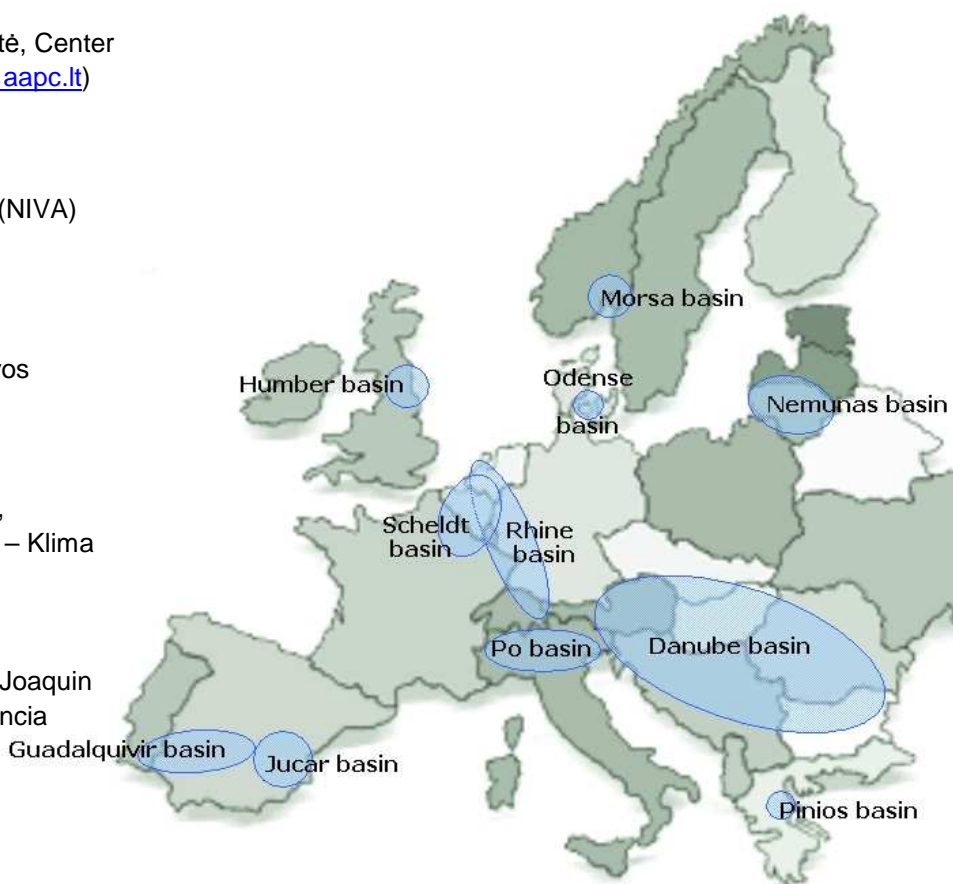 tė, Center
aapc.lt)
(NIVA)
os
,
– Klima
Joaquin
ncia
Morsa basin
Humber basin
Odense
basin
Nemunas basin
Scheldt
basin
Rhine
basin
Po basin
Danube basin
Guadalquivir basin
Jucar basin
Pinios basin